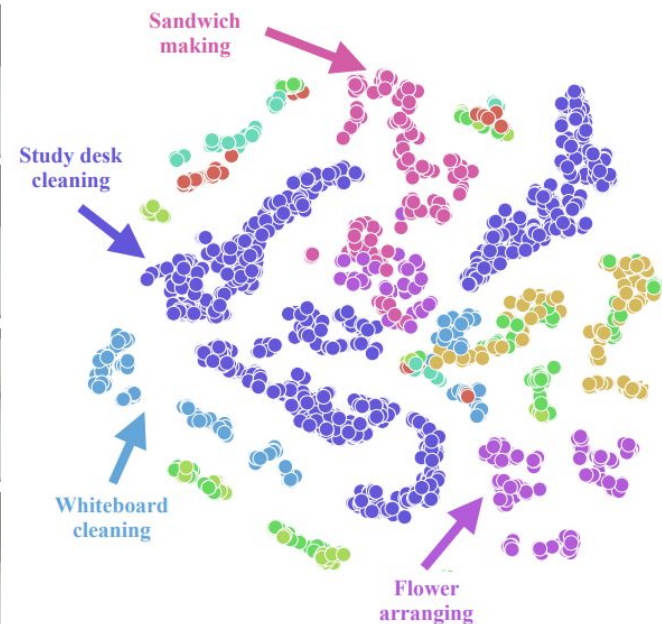 Sandwich
making
Study desk
cleaning
Whiteboard
cleaning
Flower
arranging